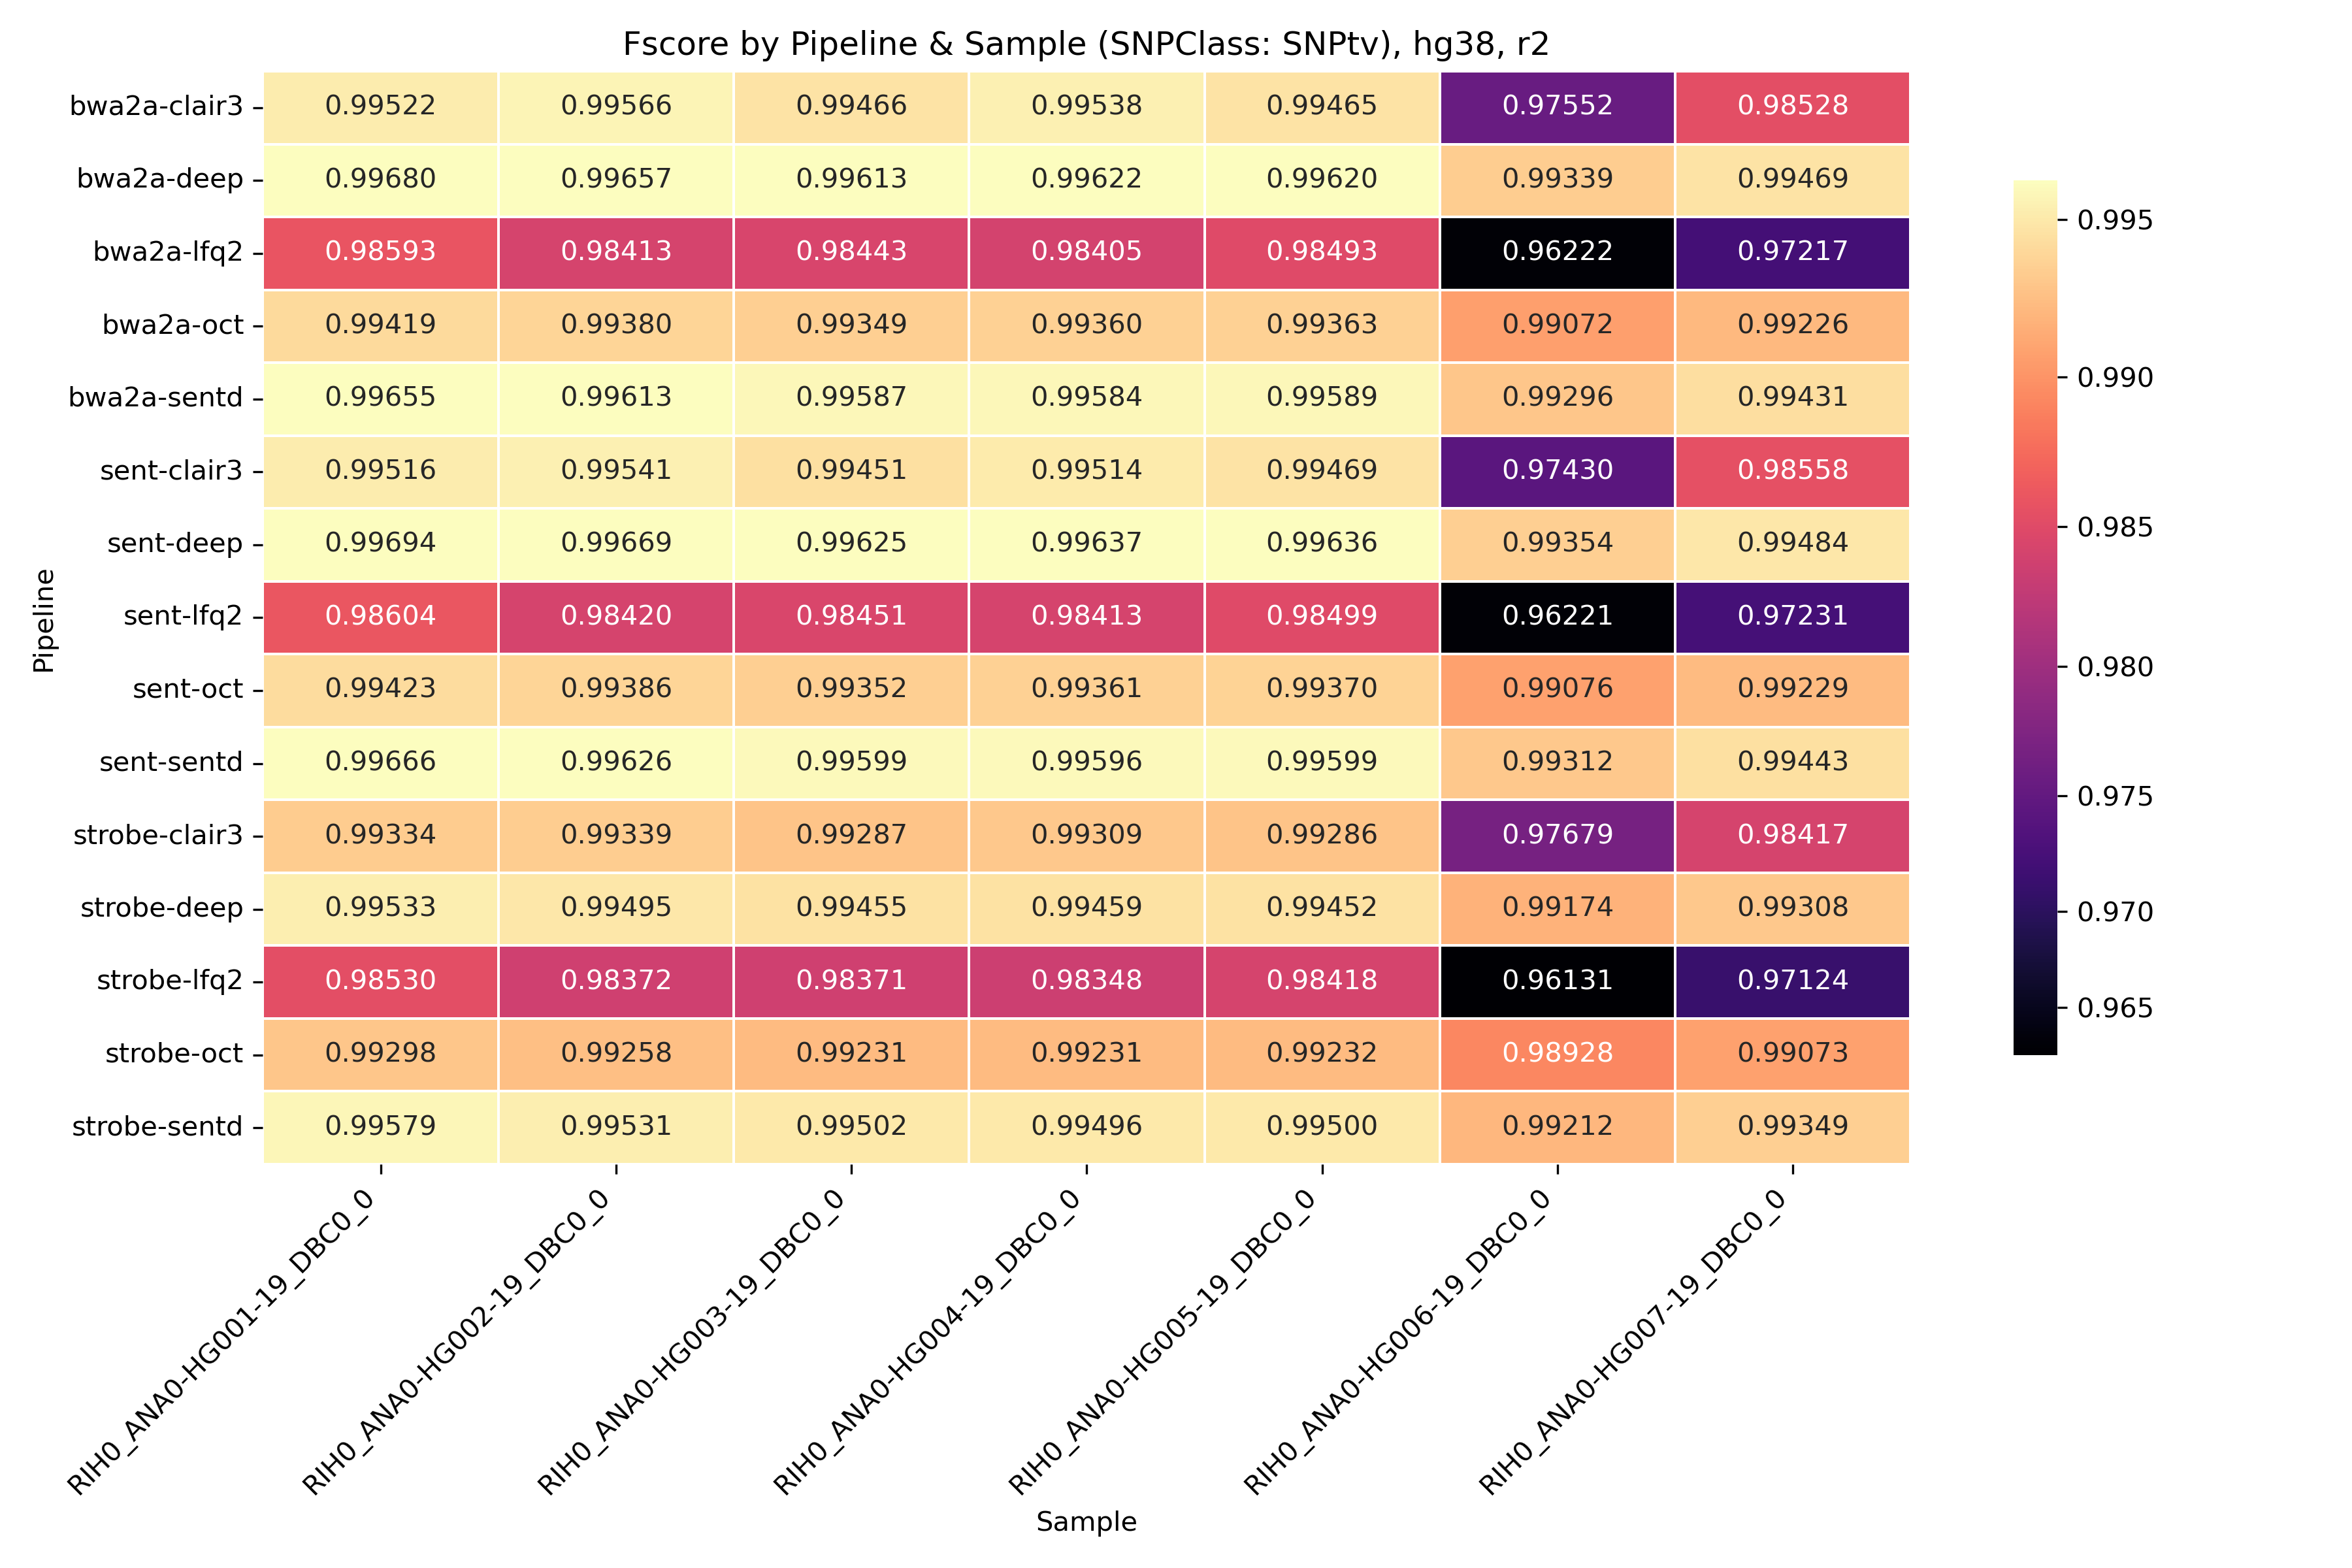 Fscore by Pipeline & Sample (SNPClass: SNPtv), hg38, r2
Pipeline
bwa2a-clair3 0.99522 0.99566 0.99466 0.99538 0.99465 0.97552 0.98528
bwa2a-deep 0.99680 0.99657 0.99613 0.99622 0.99620 0.99339 0.99469
bwa2a-lfq2 0.98593 0.98413 0.98443 0.98405 0.98493 0.96222 0.97217
bwa2a-oct 0.99419 0.99380 0.99349 0.99360 0.99363 0.99072 0.99226
bwa2a-sentd 0.99655 0.99613 0.99587 0.99584 0.99589 0.99296 0.99431
sent-clair3 0.99516 0.99541 0.99451 0.99514 0.99469 0.97430 0.98558
sent-deep 0.99694 0.99669 0.99625 0.99637 0.99636 0.99354 0.99484
sent-lfq2 0.98604 0.98420 0.98451 0.98413 0.98499 0.96221 0.97231
sent-oct 0.99423 0.99386 0.99352 0.99361 0.99370 0.99076 0.99229
sent-sentd 0.99666 0.99626 0.99599 0.99596 0.99599 0.99312 0.99443
strobe-clair3 0.99334 0.99339 0.99287 0.99309 0.99286 0.97679 0.98417
strobe-deep 0.99533 0.99495 0.99455 0.99459 0.99452 0.99174 0.99308
strobe-lfq2 0.98530 0.98372 0.98371 0.98348 0.98418 0.96131 0.97124
strobe-oct 0.99298 0.99258 0.99231 0.99231 0.99232 0.98928 0.99073
strobe-sentd 0.99579 0.99531 0.99502 0.99496 0.99500 0.99212 0.99349
RIH0_ANA0-HG001-19_DBC0_0
RIH0_ANA0-HG002-19_DBC0_0
RIH0_ANA0-HG003-19_DBC0_0
RIH0_ANA0-HG004-19_DBC0_0
RIH0_ANA0-HG005-19_DBC0_0
RIH0_ANA0-HG006-19_DBC0_0
RIH0_ANA0-HG007-19_DBC0_0
Sample
0.995
0.990
0.985
0.980
0.975
0.970
0.965